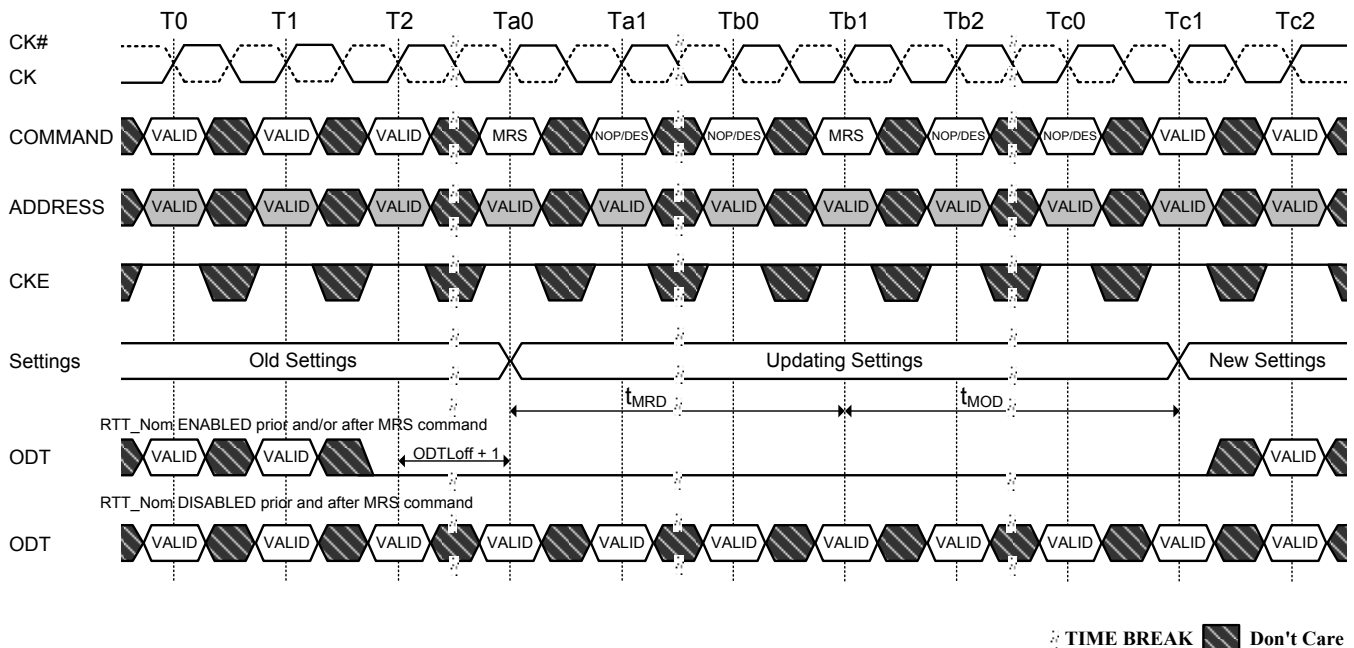 T0 T1 T2 Ta0 Ta1 Tb0 Tb1 Tb2 Tc0 Tc1 Tc2
CK#
CK
COMMAND VALID VALID VALID MRS NOP/DES NOP/DES MRS NOP/DES NOP/DES VALID VALID
ADDRESS VALID VALID VALID VALID VALID VALID VALID VALID VALID VALID VALID
CKE
Settings Old Settings Updating Settings New Settings
tMRD tMOD
RTT_Nom ENABLED prior and/or after MRS command
ODT VALID VALID ODTLoff + 1 VALID
RTT_Nom DISABLED prior and after MRS command
ODT VALID VALID VALID VALID VALID VALID VALID VALID VALID VALID VALID
TIME BREAK Don't Care